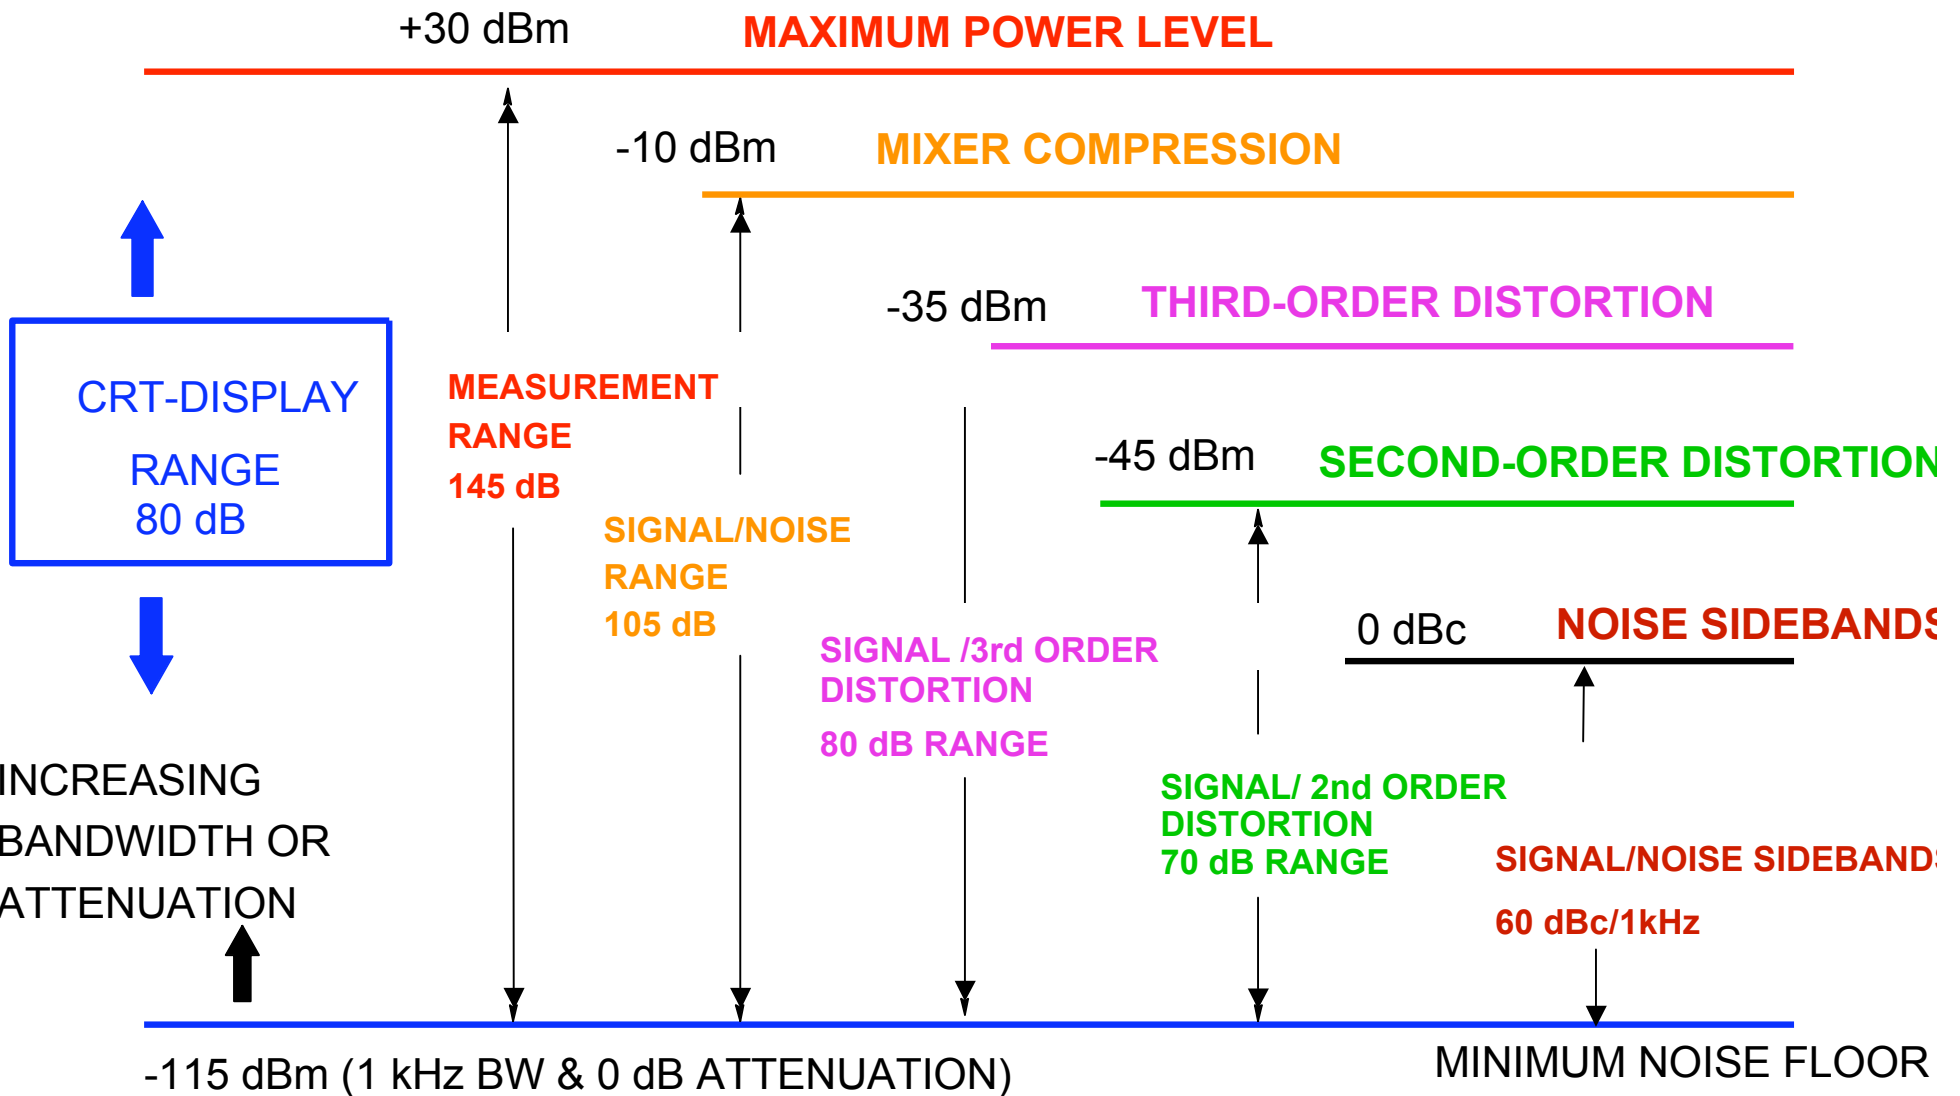 +30 dBm
MAXIMUM POWER LEVEL
-10 dBm
MIXER COMPRESSION
-35 dBm
THIRD-ORDER DISTORTION
CRT-DISPLAY
RANGE
80 dB
MEASUREMENT
RANGE
145 dB
-45 dBm
SECOND-ORDER DISTORTION
SIGNAL/NOISE
RANGE
105 dB
0 dBc
NOISE SIDEBANDS
SIGNAL /3rd ORDER
DISTORTION
80 dB RANGE
INCREASING
BANDWIDTH OR
ATTENUATION
SIGNAL/ 2nd ORDER
DISTORTION
70 dB RANGE
SIGNAL/NOISE SIDEBANDS
60 dBc/1kHz
-115 dBm (1 kHz BW & 0 dB ATTENUATION)
MINIMUM NOISE FLOOR